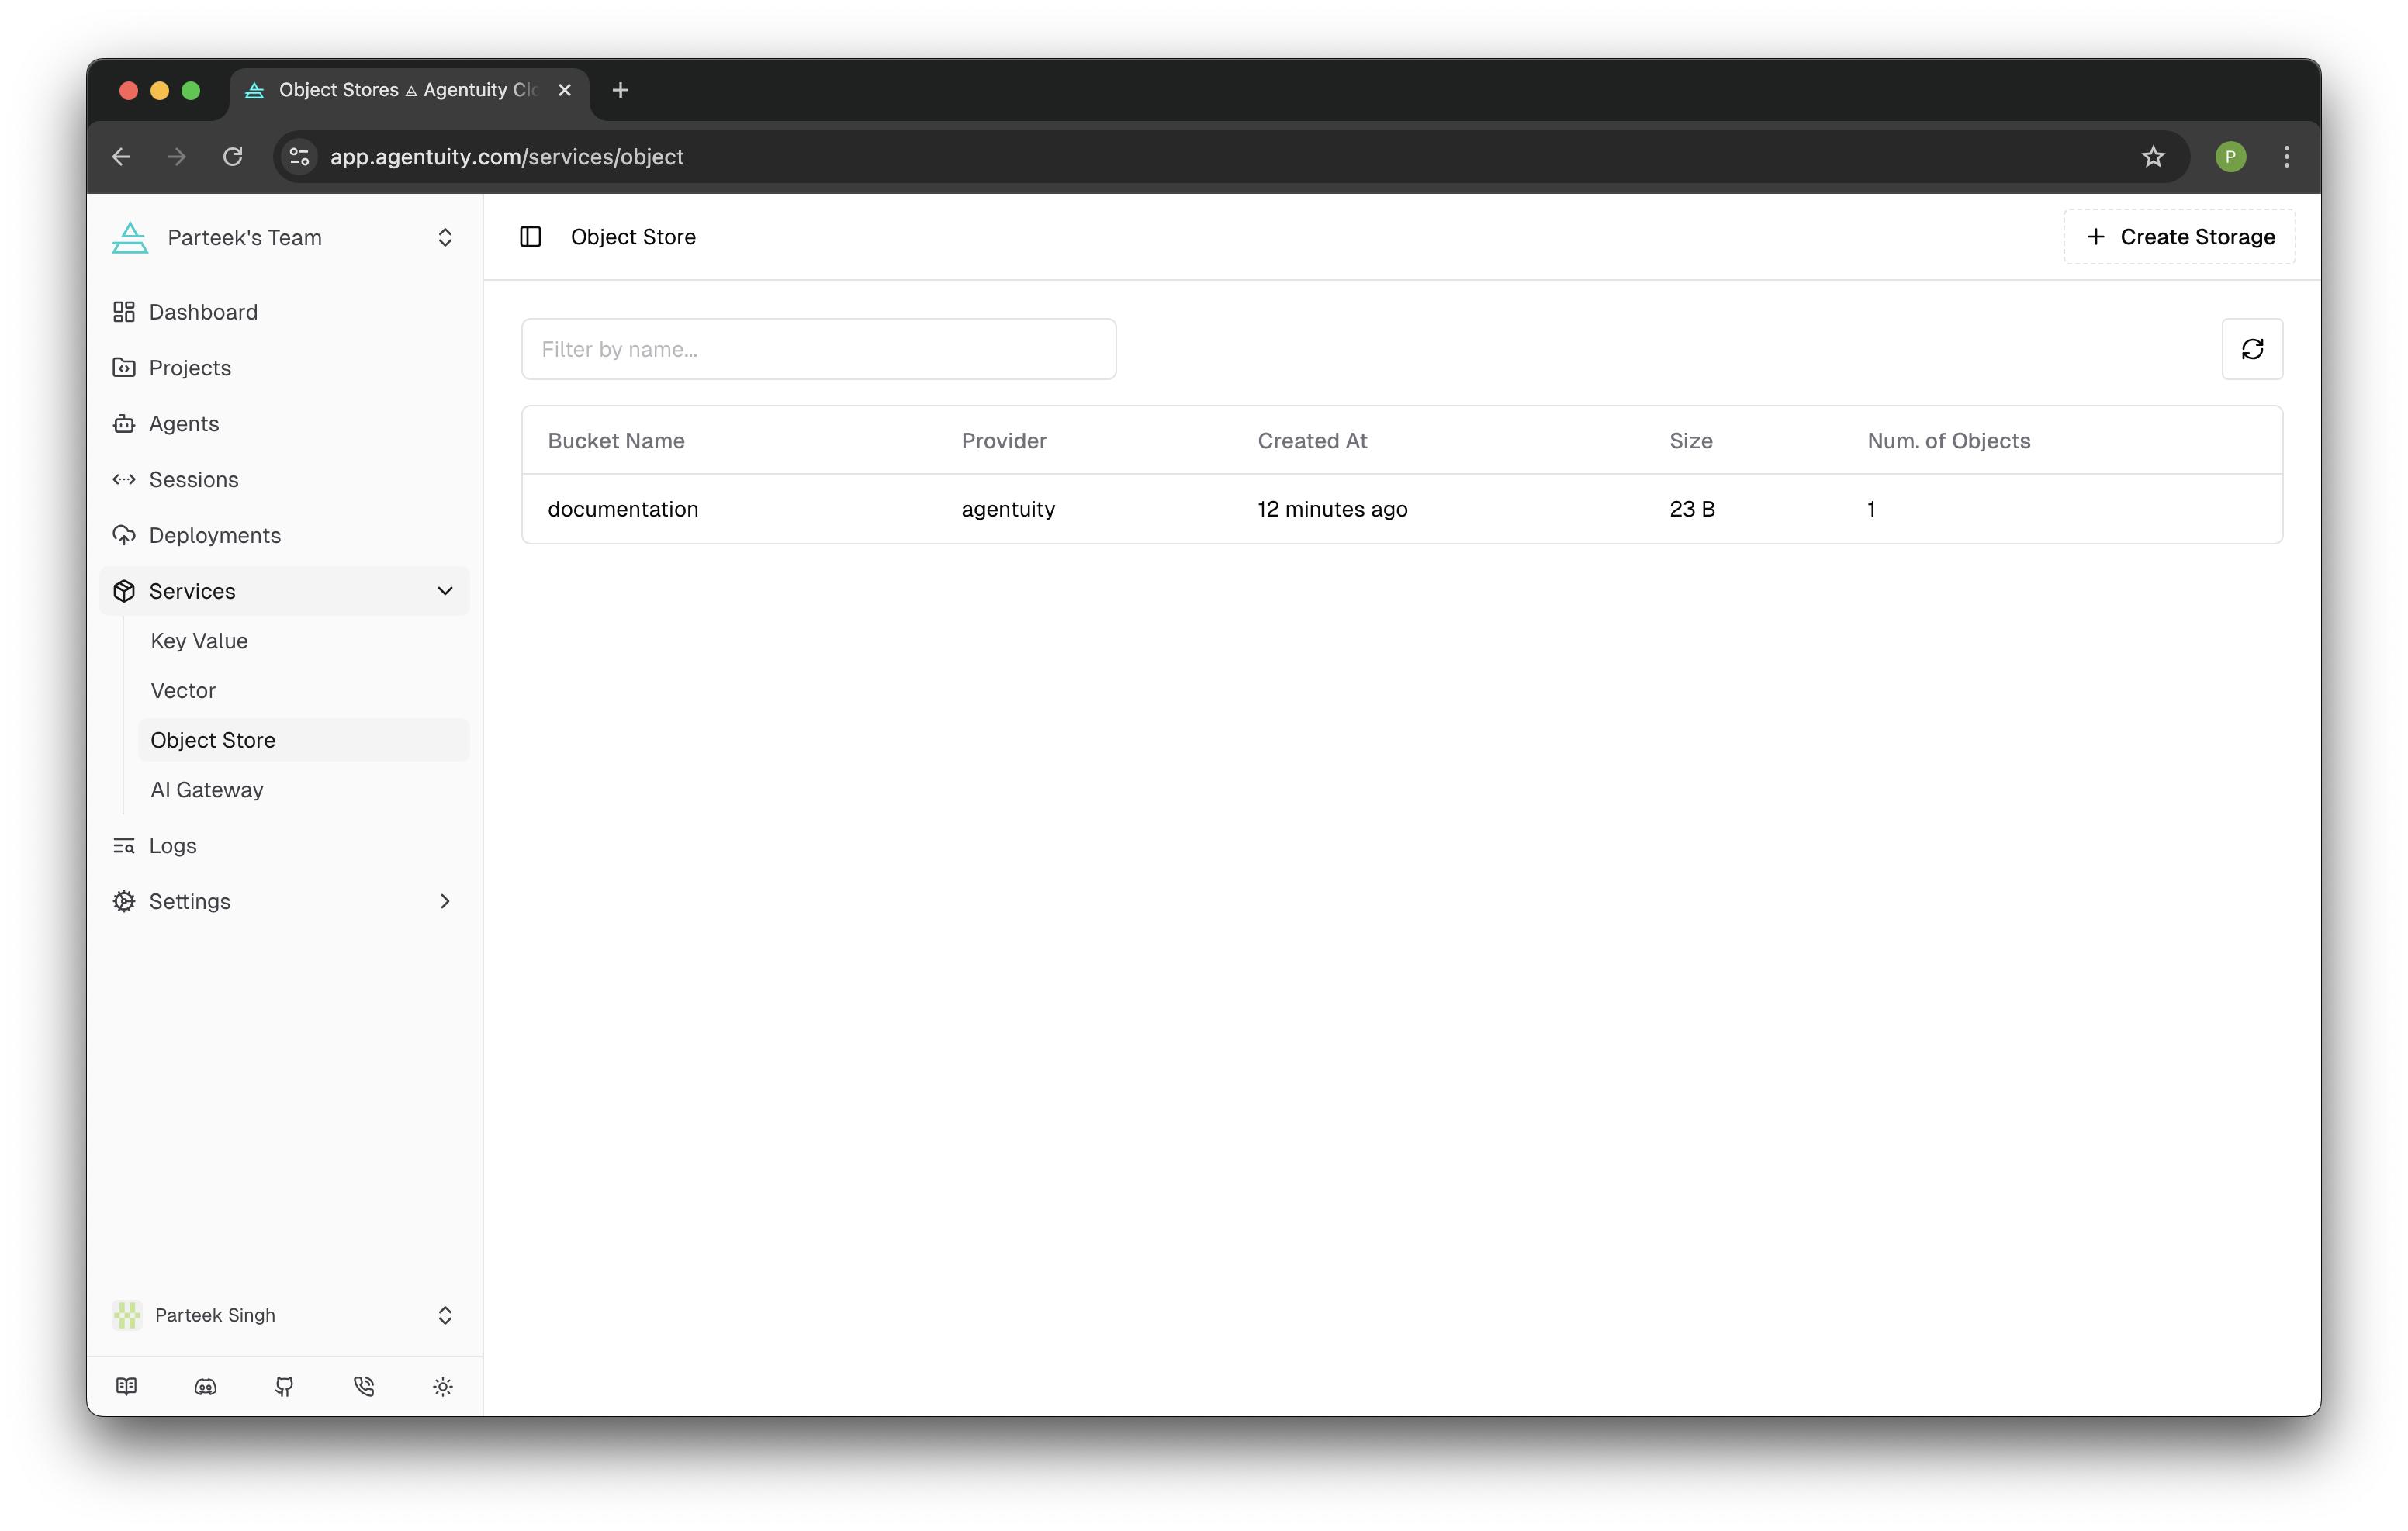 Object Stores ⟁ Agentuity Clo
app.agentuity.com/services/object
P
Parteek's Team
Object Store
Create Storage
Dashboard
Projects
Agents
Sessions
Deployments
Services
Key Value
Vector
Object Store
AI Gateway
Logs
Settings
Filter by name...
Bucket Name Provider Created At Size Num. of Objects
documentation agentuity 12 minutes ago 23 B 1
Parteek Singh